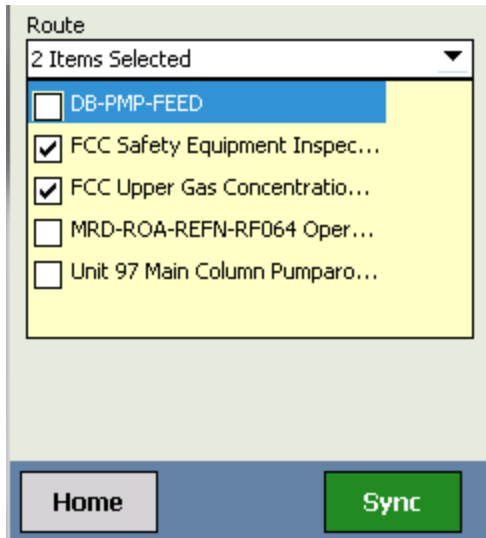 Route
2 Items Selected
DB-PMP-FEED
FCC Safety Equipment Inspec...
FCC Upper Gas Concentratio...
MRD-ROA-REFN-RF064 Oper...
Unit 97 Main Column Pumparo...
Home
Sync